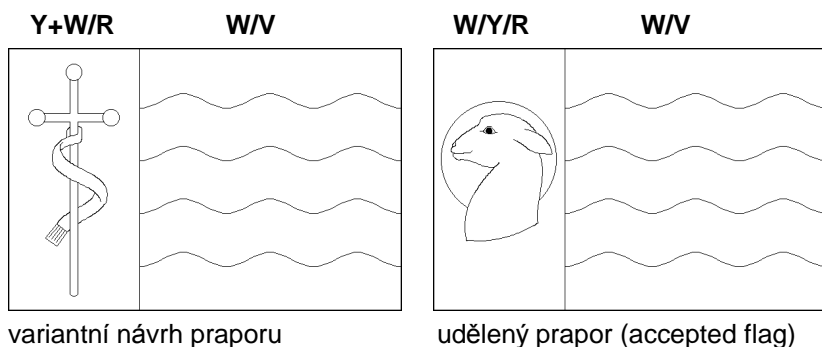 Y+W/R W/V W/Y/R W/V
variantní návrh praporu udělený prapor (accepted flag)